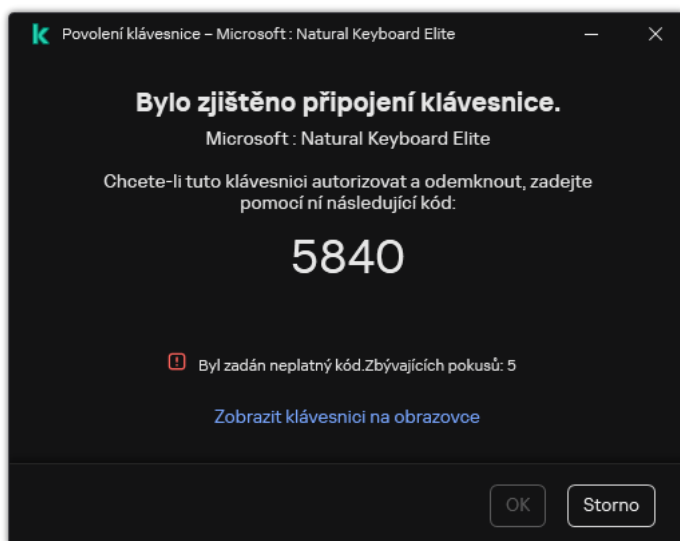 Povolení klávesnice – Microsoft : Natural Keyboard Elite
Bylo zjištěno připojení klávesnice.
Microsoft : Natural Keyboard Elite
Chcete-li tuto klávesnici autorizovat a odemknout, zadejte
pomocí ní následující kód:
5840
Byl zadán neplatný kód.Zbývajících pokusů: 5
Zobrazit klávesnici na obrazovce
OK
Storno